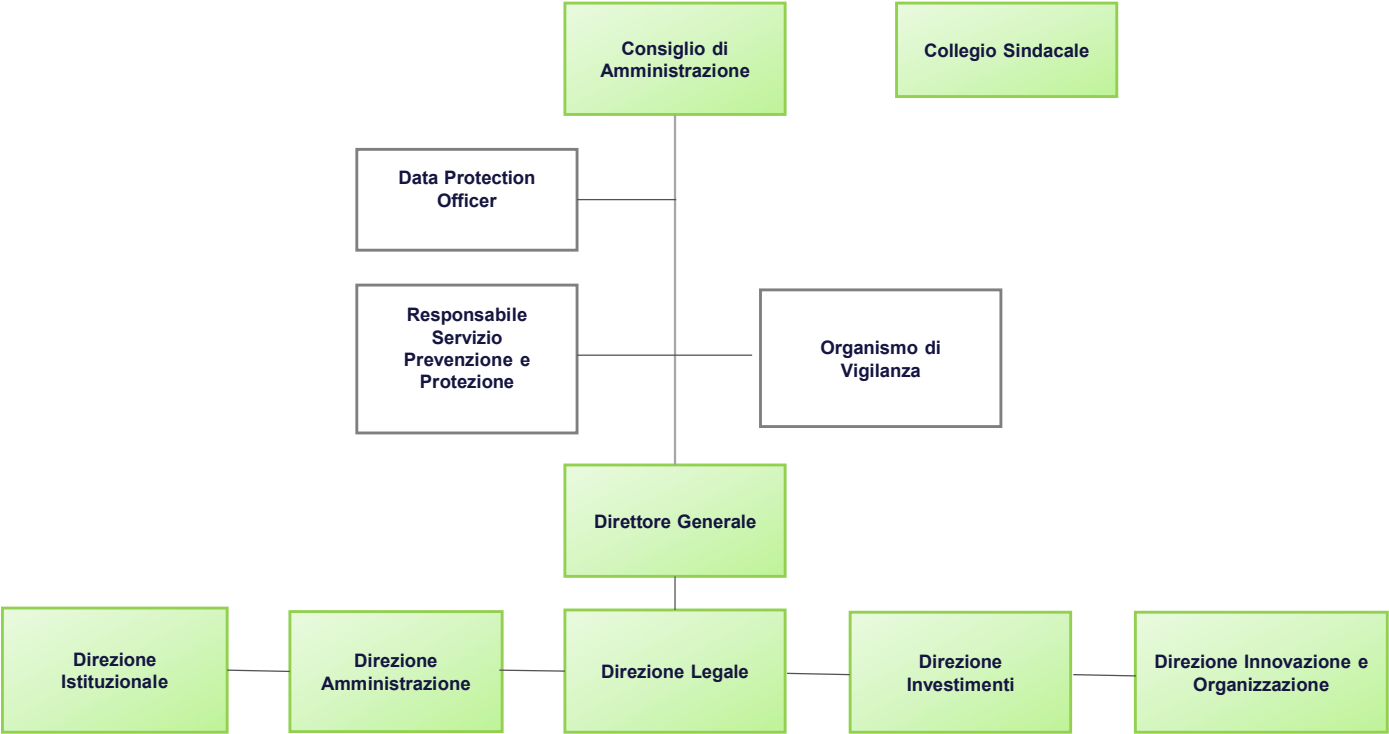 Consiglio di
Amministrazione
Collegio Sindacale
Data Protection
Officer
Responsabile
Servizio
Prevenzione e
Protezione
Organismo di
Vigilanza
Direttore Generale
Direzione
Istituzionale
Direzione
Amministrazione
Direzione Legale
Direzione
Investimenti
Direzione Innovazione e
Organizzazione